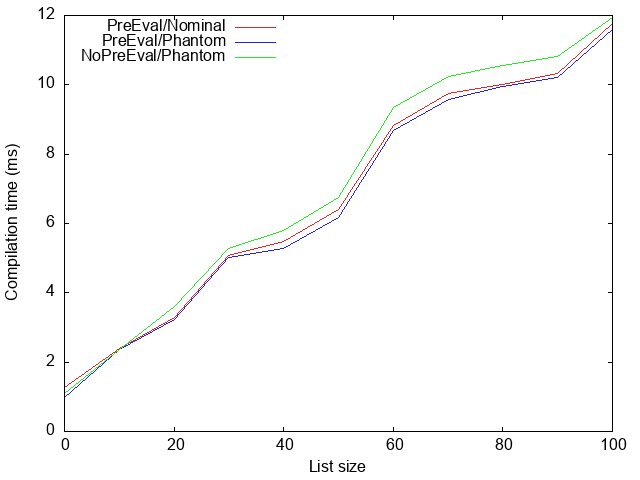 12
10
8
6
4
2
0
Compilation time (ms)
PreEval/Nominal
PreEval/Phantom
NoPreEval/Phantom
0 20 40 60 80 100
List size